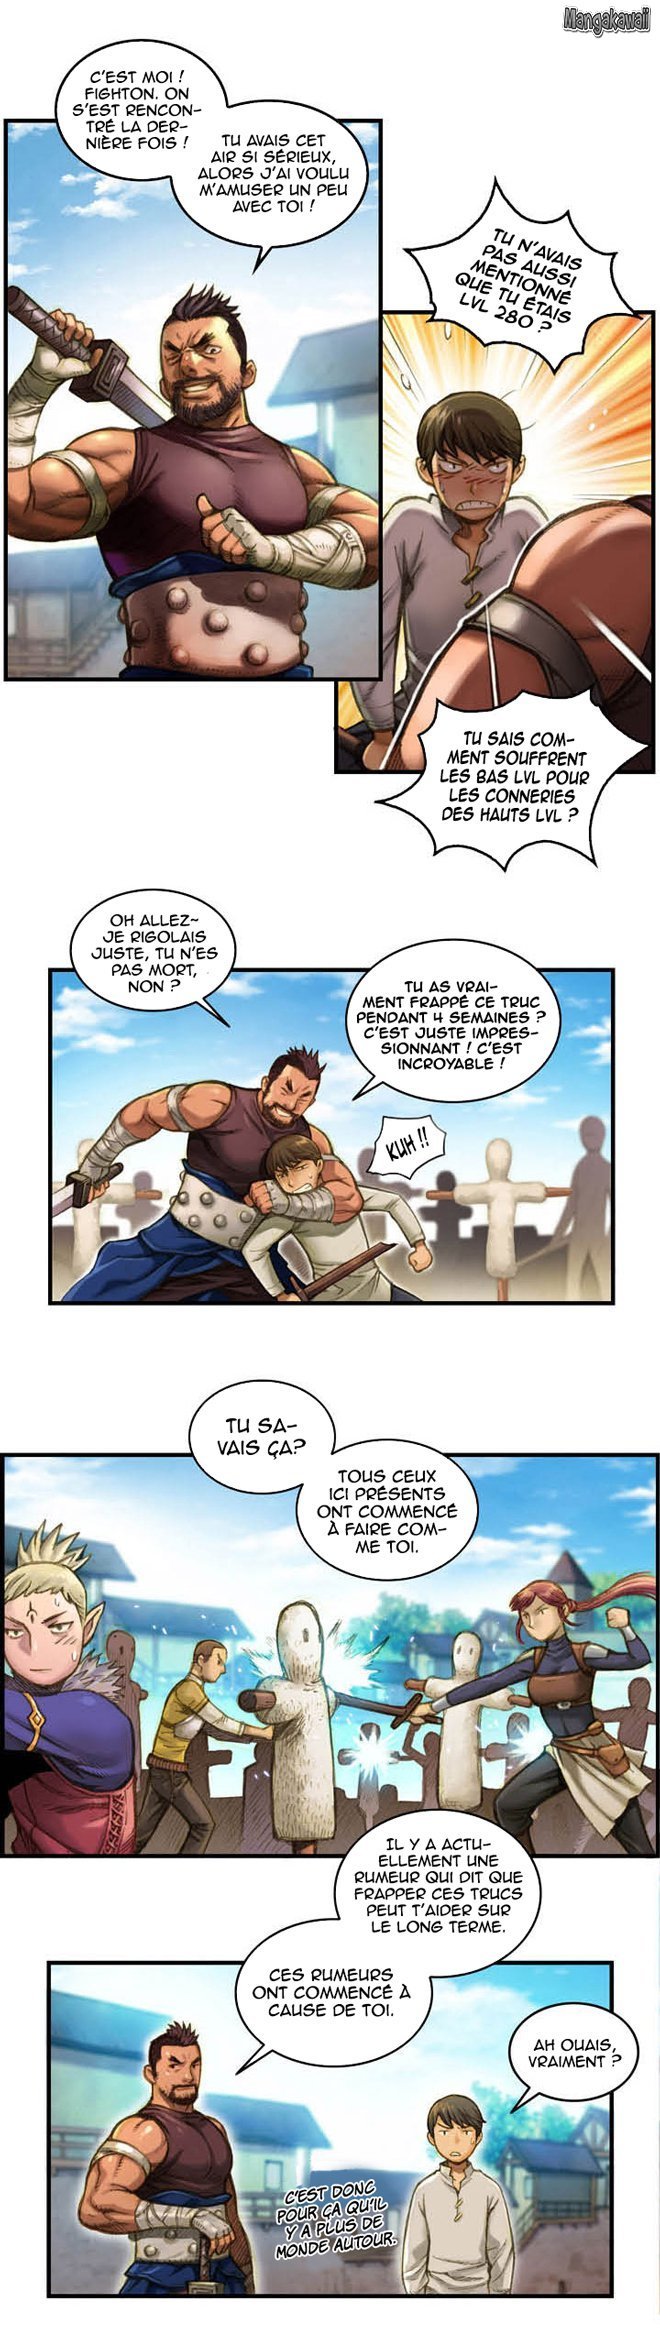 Mangakawaii
C'EST MOI !
FIGHTON. ON
S'EST RENCON-
TRÉ LA DER-
NIÈRE FOIS !
TU AVAIS CET
AIR SI SÉRIEUX,
ALORS J'AI VOULU
M'AMUSER UN PEU
AVEC TOI !
TU N'AVAIS
PAS AUSSI
MENTIONNÉ
QUE TU ÉTAIS
LVL 280 ?
TU SAIS COM-
MENT SOUFFRENT
LES BAS LVL POUR
LES CONNERIES
DES HAUTS LVL ?
OH ALLEZ~
JE RIGOLAIS
JUSTE, TU N'ES
PAS MORT,
NON ?
TU AS VRAI-
MENT FRAPPÉ CE TRUC
PENDANT 4 SEMAINES ?
C'EST JUSTE IMPRES-
SIONNANT ! C'EST
INCROYABLE !
KUH !!
TU SA-
VAIS ÇA?
TOUS CEUX
ICI PRÉSENTS
ONT COMMENCÉ
À FAIRE COM-
ME TOI.
IL Y A ACTU-
ELLEMENT UNE
RUMEUR QUI DIT QUE
FRAPPER CES TRUCS
PEUT T'AIDER SUR
LE LONG TERME.
CES RUMEURS
ONT COMMENCÉ À
CAUSE DE TOI.
AH OUAIS,
VRAIMENT ?
C'EST DONC
POUR ÇA QU'IL
Y A PLUS DE
MONDE AUTOUR.